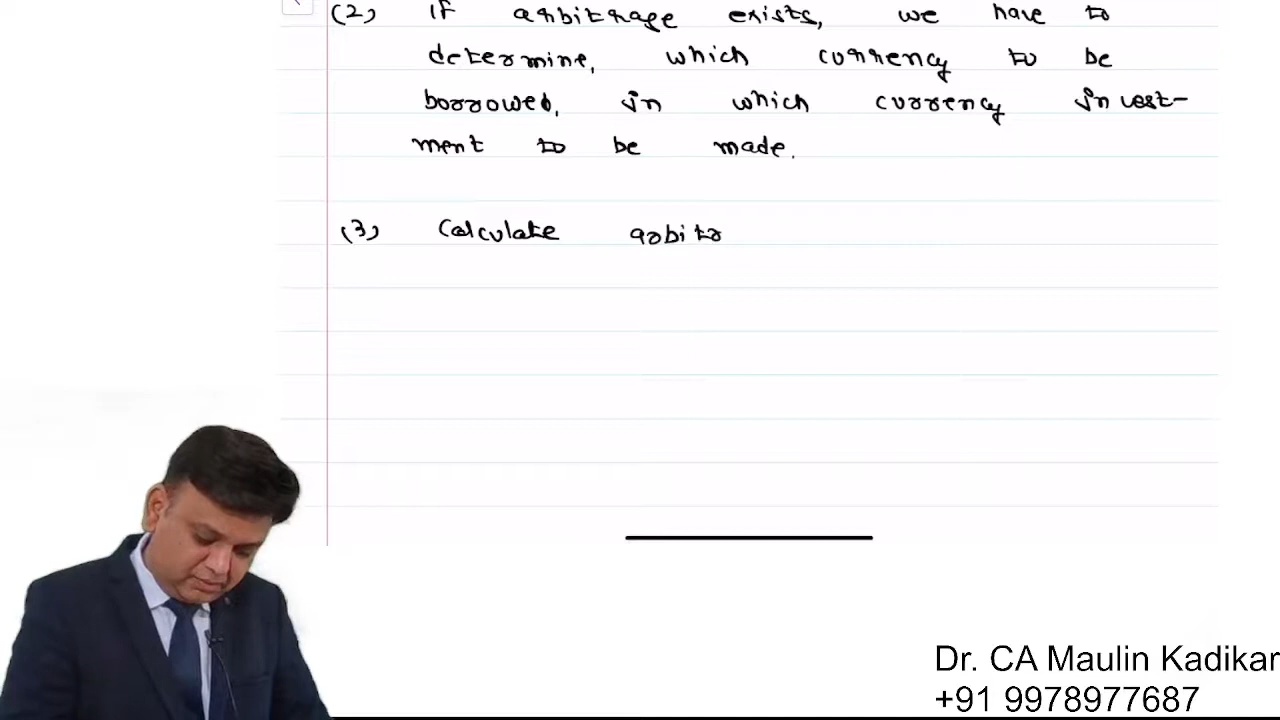 (2) If arbitrage exists, we have to
determine, which currency to be
borrowed, in which currency invest-
ment to be made.
(3) Calculate arbitr
Dr. CA Maulin Kadikar
+91 9978977687